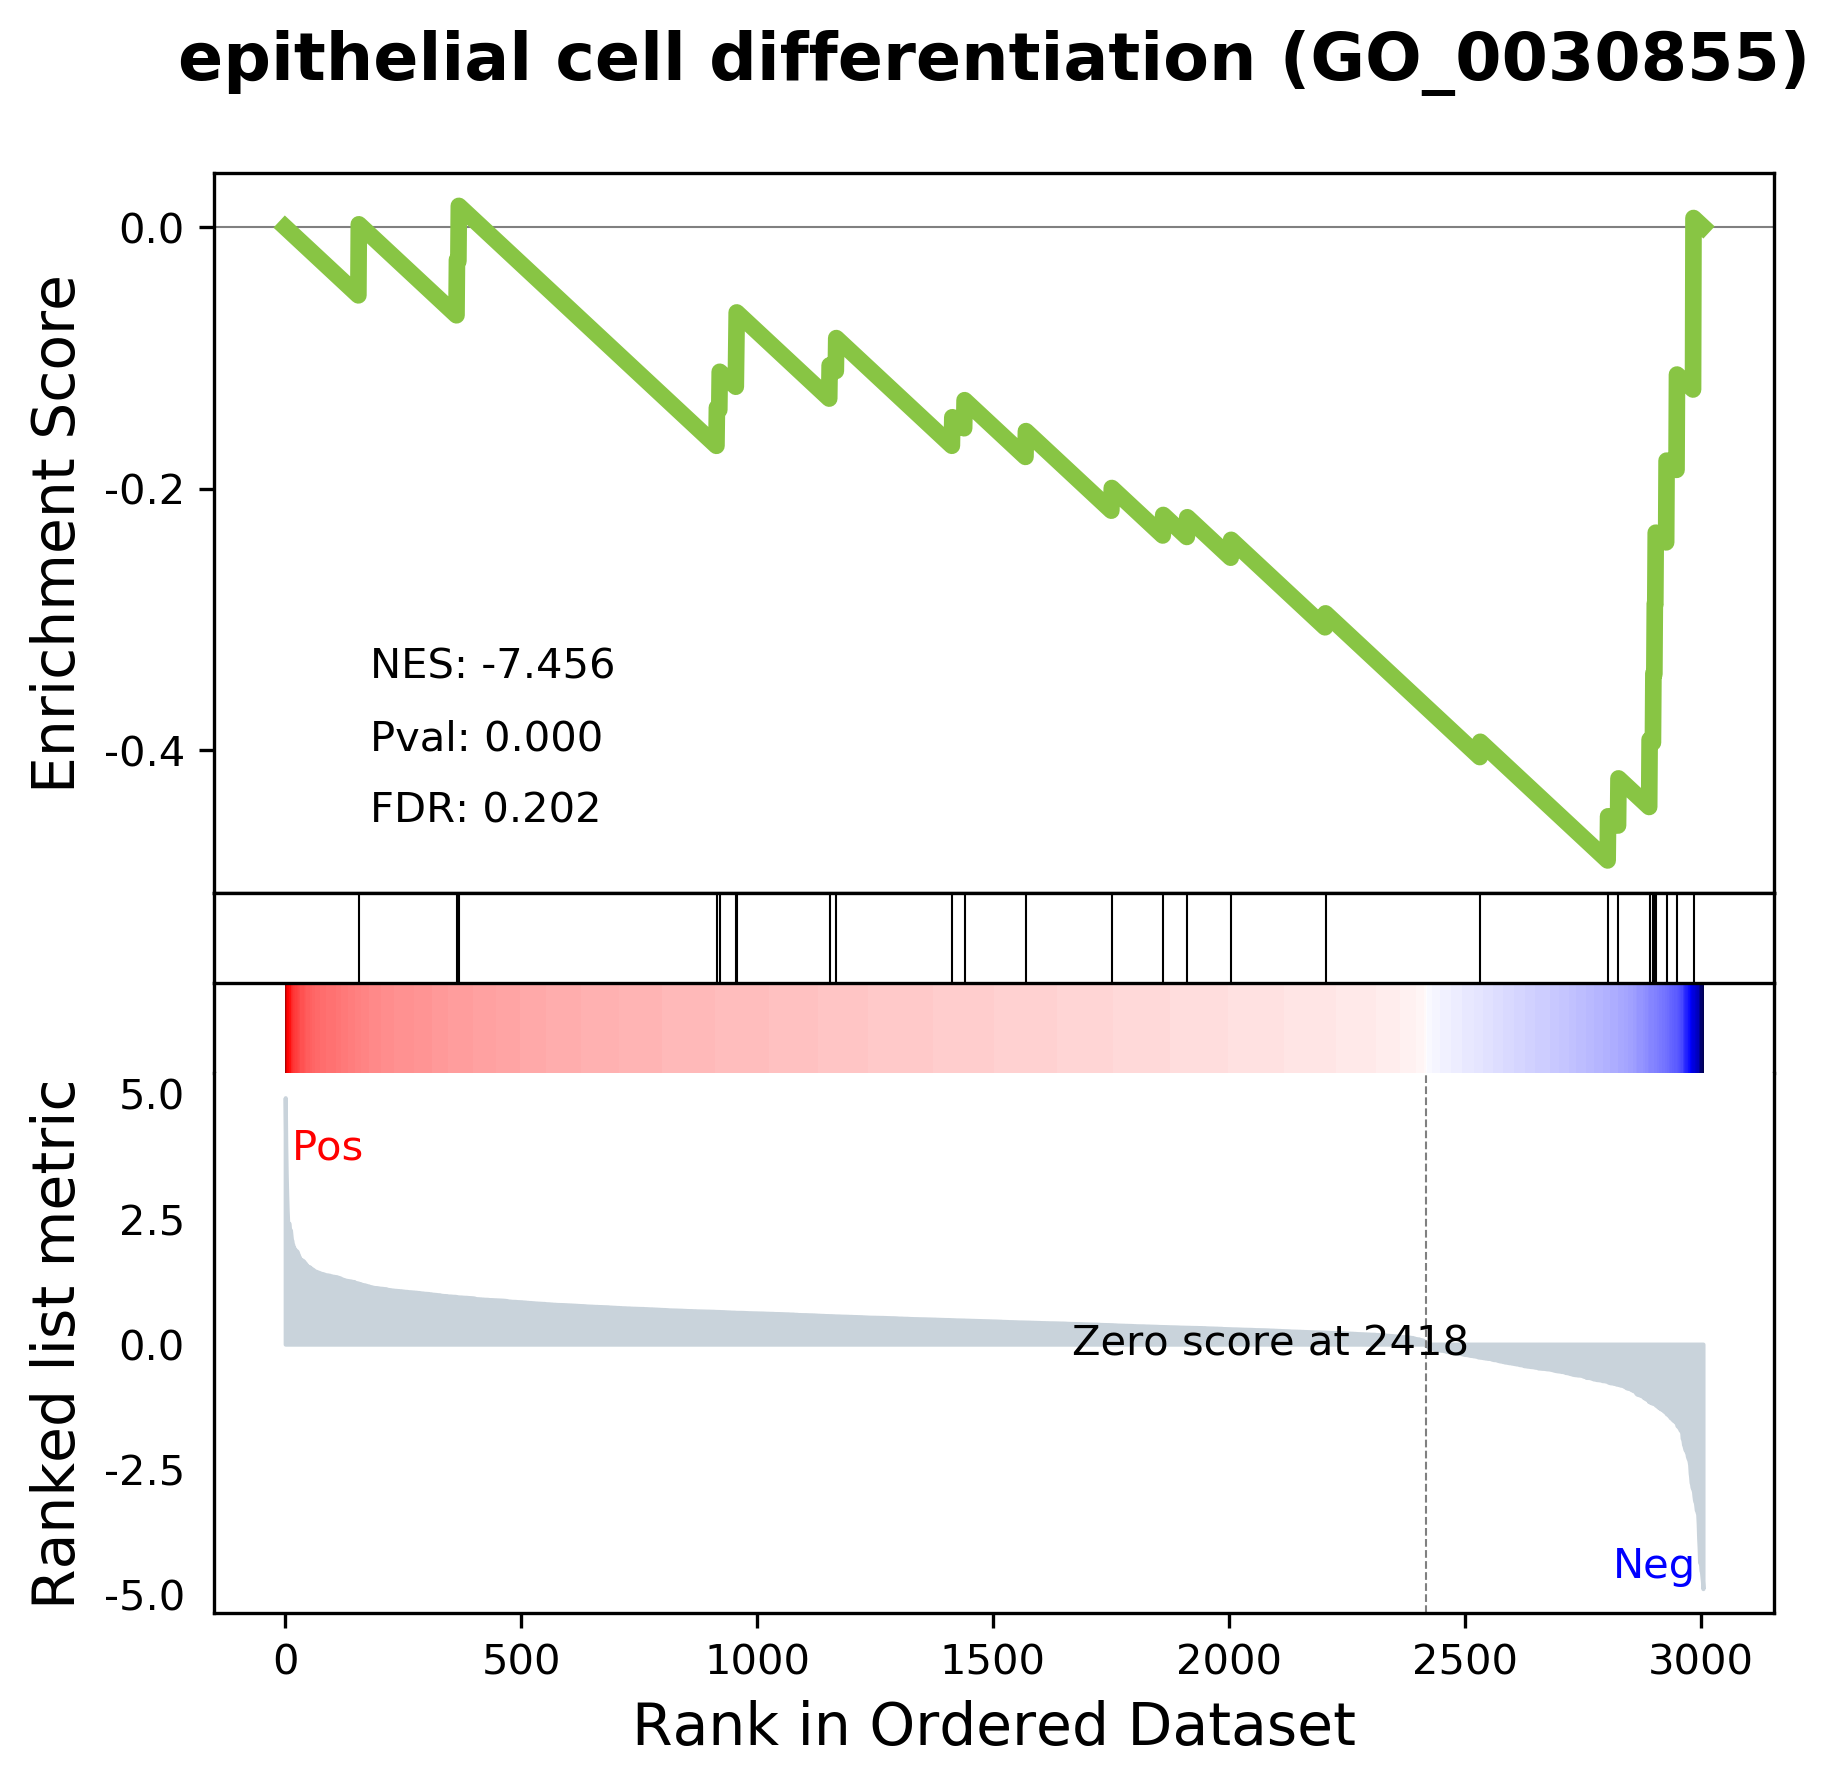 epithelial cell differentiation (GO_0030855)
Enrichment Score
0.0
-0.2
-0.4
NES: -7.456
Pval: 0.000
FDR: 0.202
Ranked list metric
5.0
2.5
0.0
-2.5
-5.0
Pos
Zero score at 2418
Neg
0 500 1000 1500 2000 2500 3000
Rank in Ordered Dataset